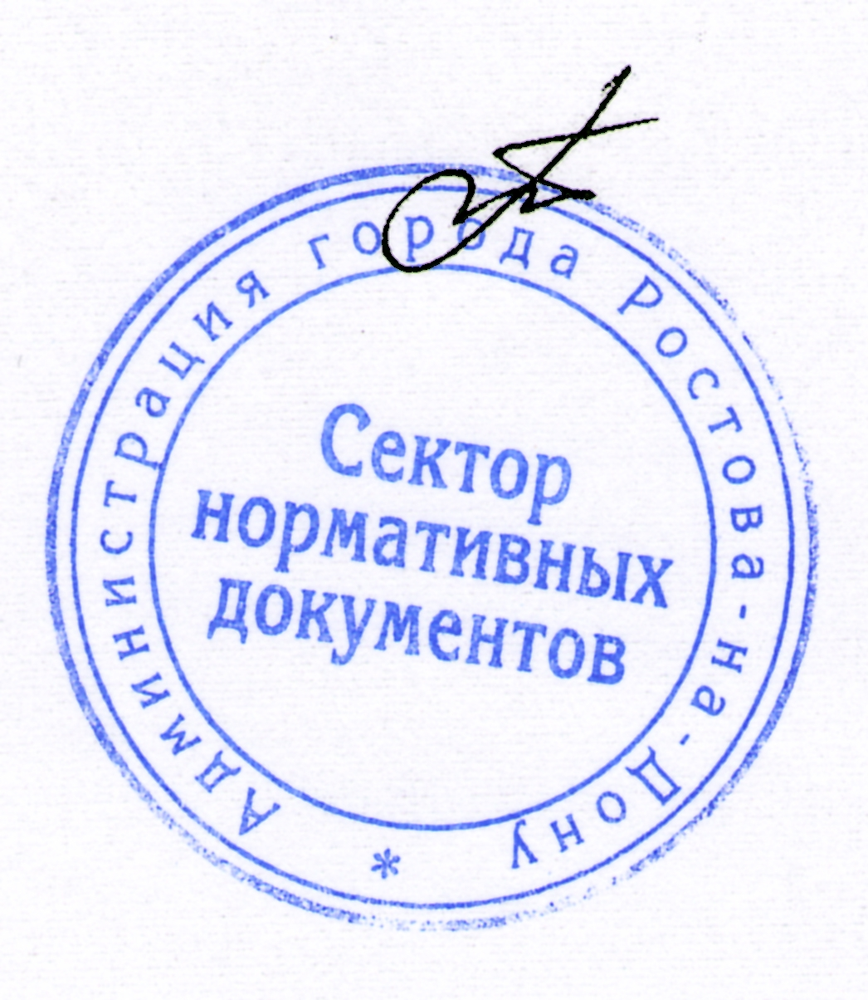 Администрация города Ростова-на-Дону
*
Сектор
нормативных
документов